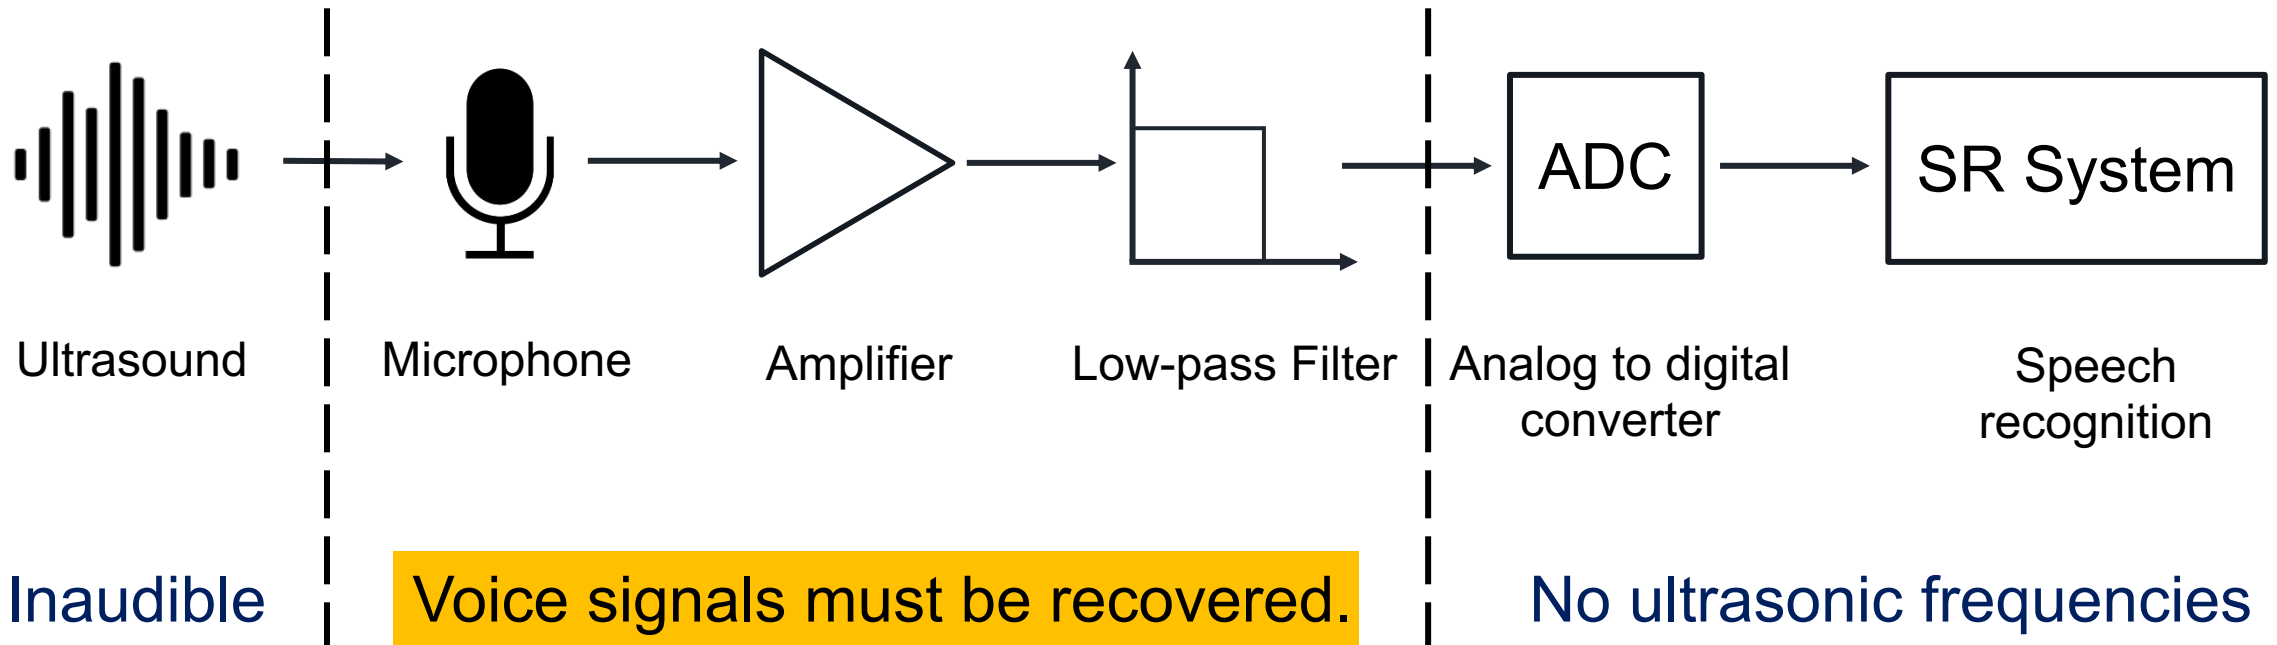 ADC
SR System
Ultrasound
Microphone
Amplifier
Low-pass Filter
Analog to digital
converter
Speech
recognition
Inaudible
Voice signals must be recovered.
No ultrasonic frequencies